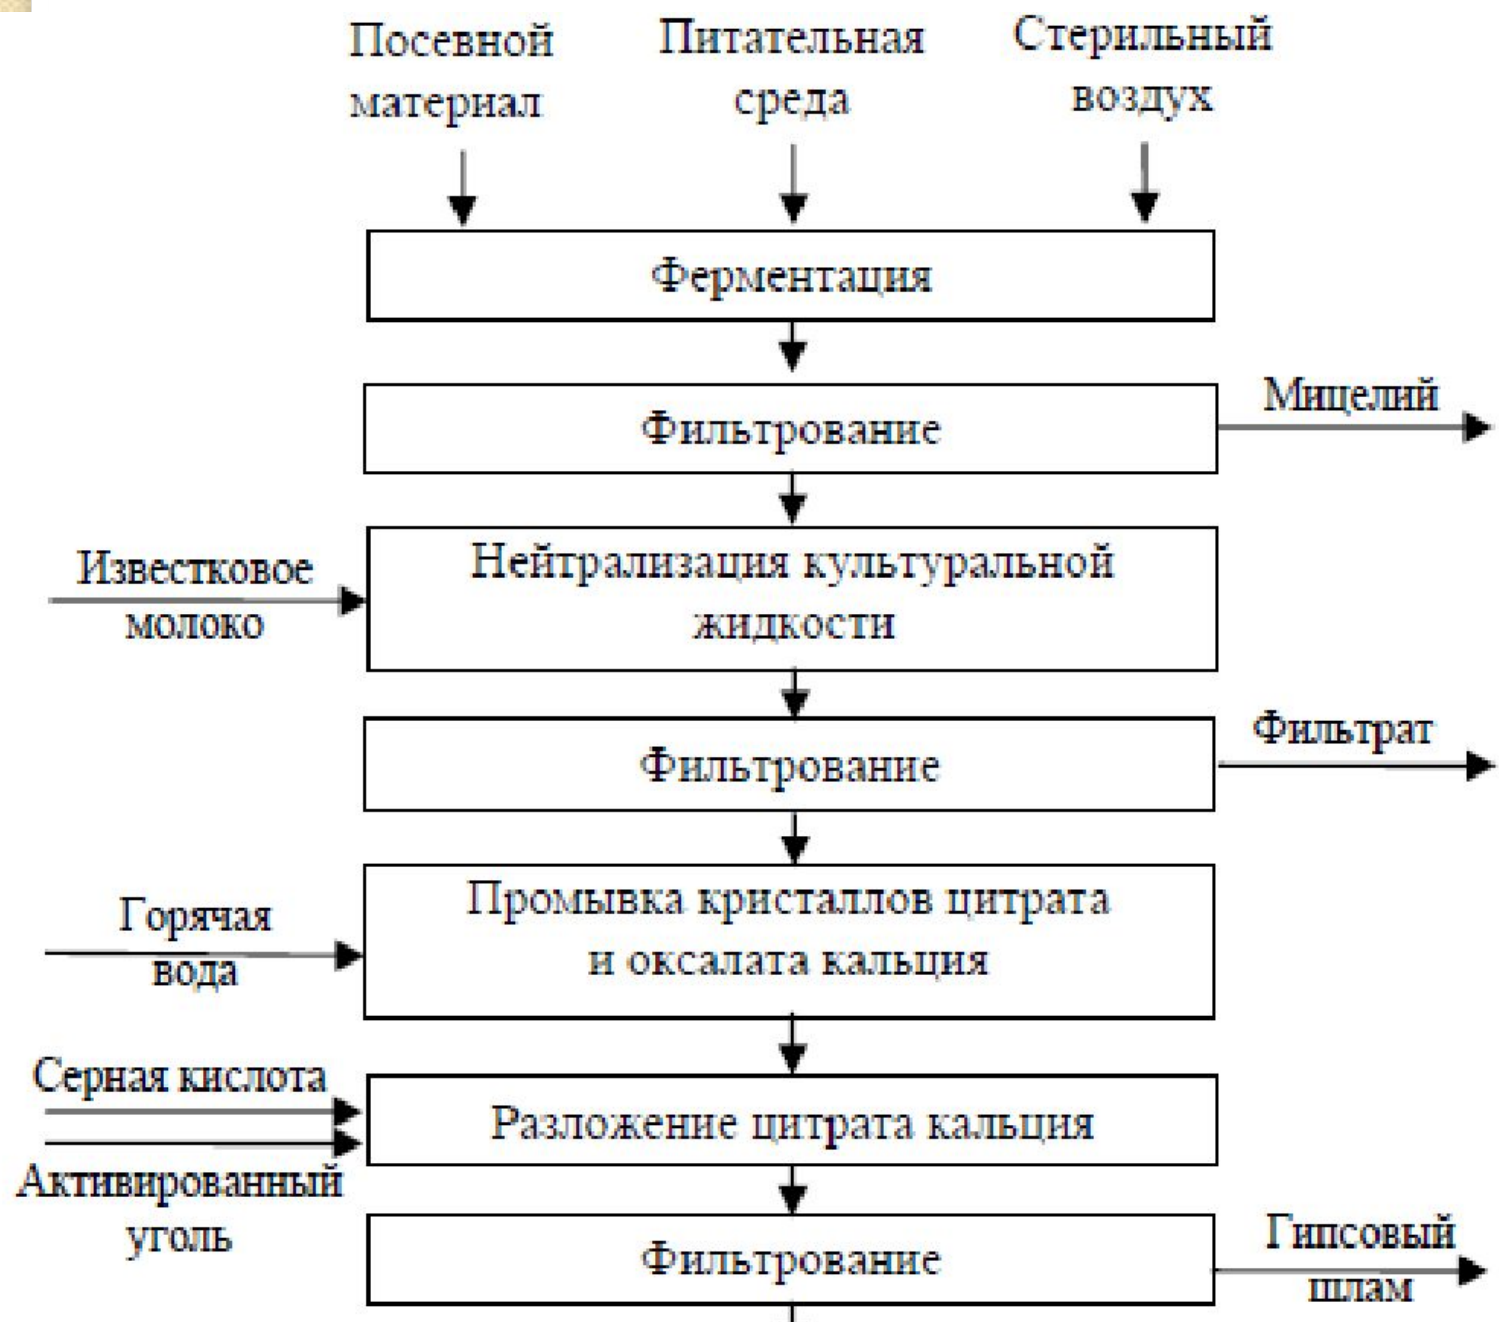 Посевной
материал
Питательная
среда
Стерильный
воздух
Ферментация
Фильтрование
Мицелий
Известковое
молоко
Нейтрализация культуральной
жидкости
Фильтрование
Фильтрат
Горячая
вода
Промывка кристаллов цитрата
и оксалата кальция
Серная кислота
Активированный
уголь
Разложение цитрата кальция
Фильтрование
Гипсовый
шлам